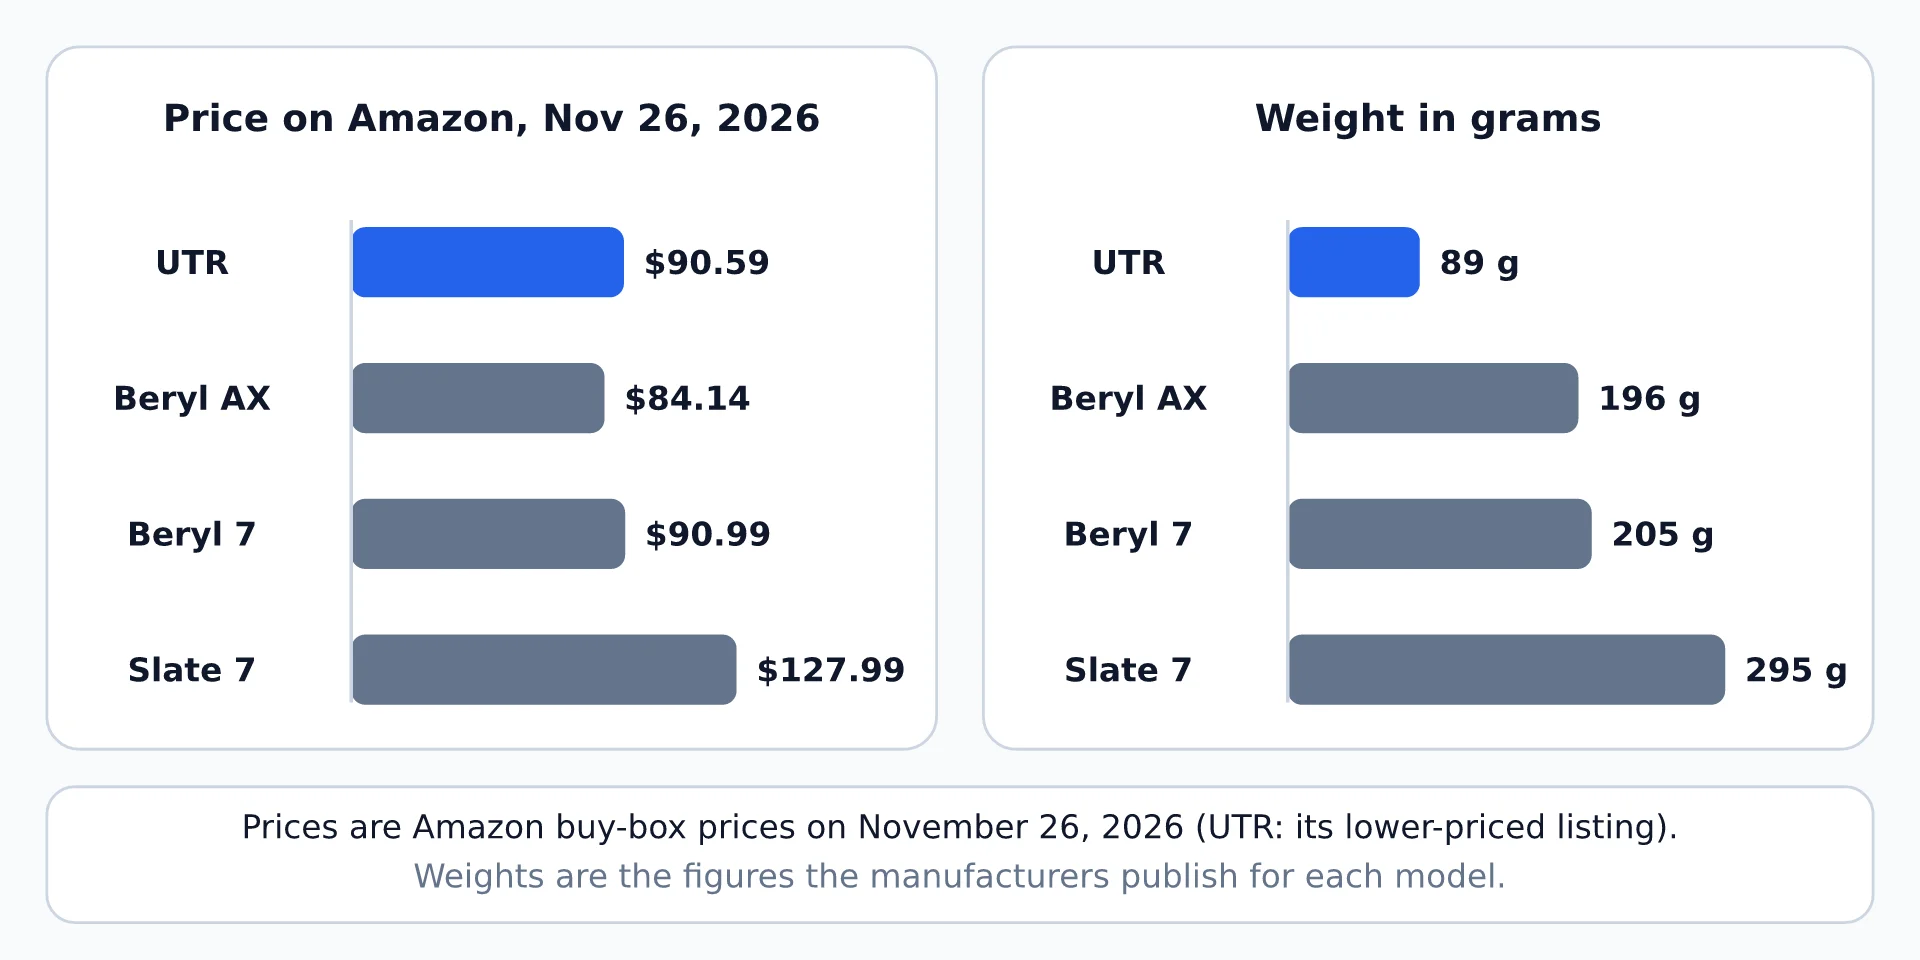 Price on Amazon, Nov 26, 2026
UTR
$90.59
Beryl AX
$84.14
Beryl 7
$90.99
Slate 7
$127.99
Weight in grams
UTR
89 g
Beryl AX
196 g
Beryl 7
205 g
Slate 7
295 g
Prices are Amazon buy-box prices on November 26, 2026 (UTR: its lower-priced listing).
Weights are the figures the manufacturers publish for each model.